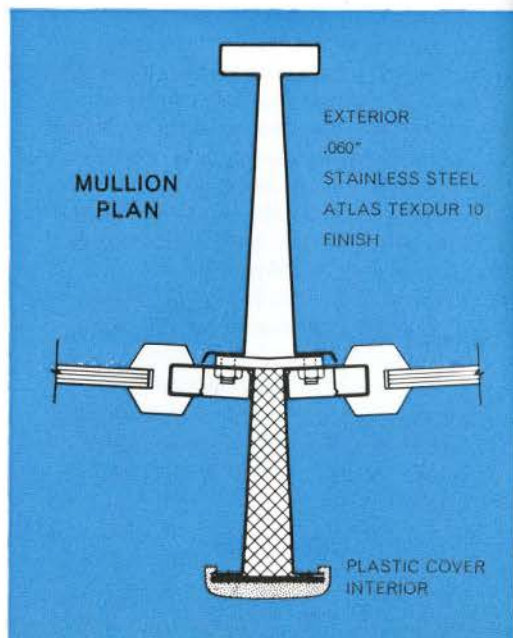 MULLION
PLAN
EXTERIOR
.060"
STAINLESS STEEL
ATLAS TEXDUR 10
FINISH
PLASTIC COVER
INTERIOR